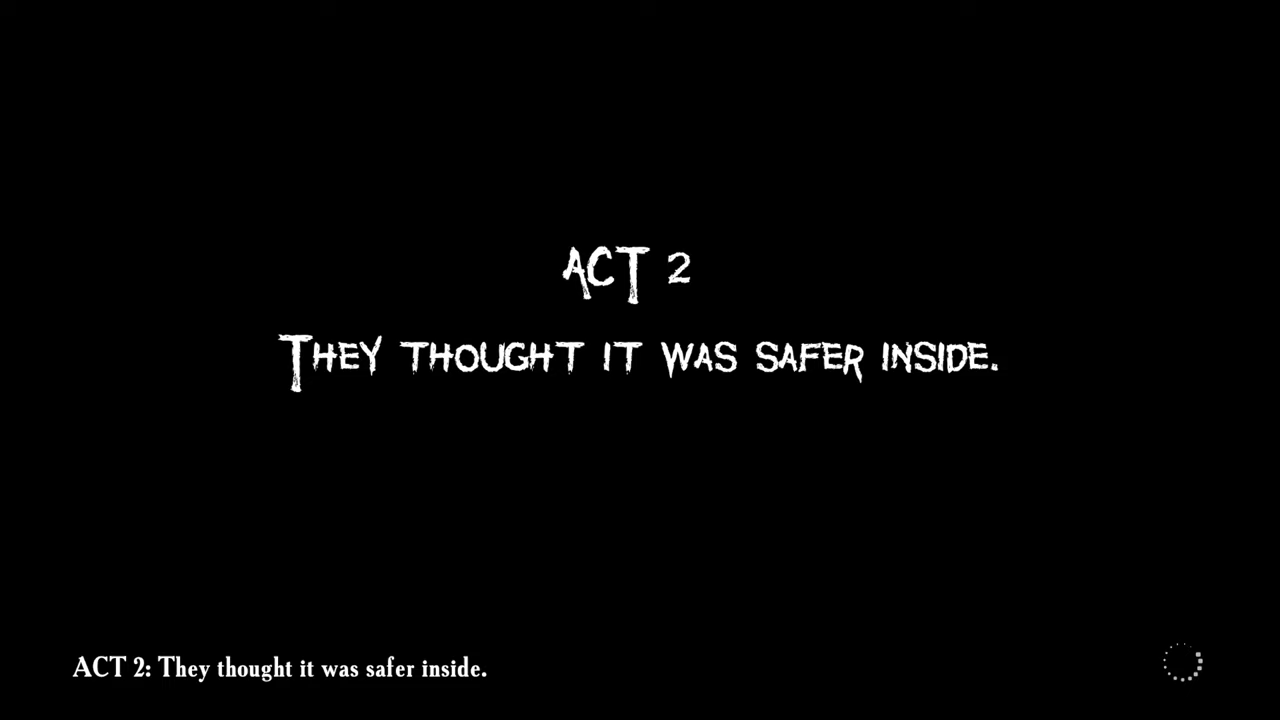 ACT 2
THEY THOUGHT IT WAS SAFER INSIDE.
ACT 2: They thought it was safer inside.